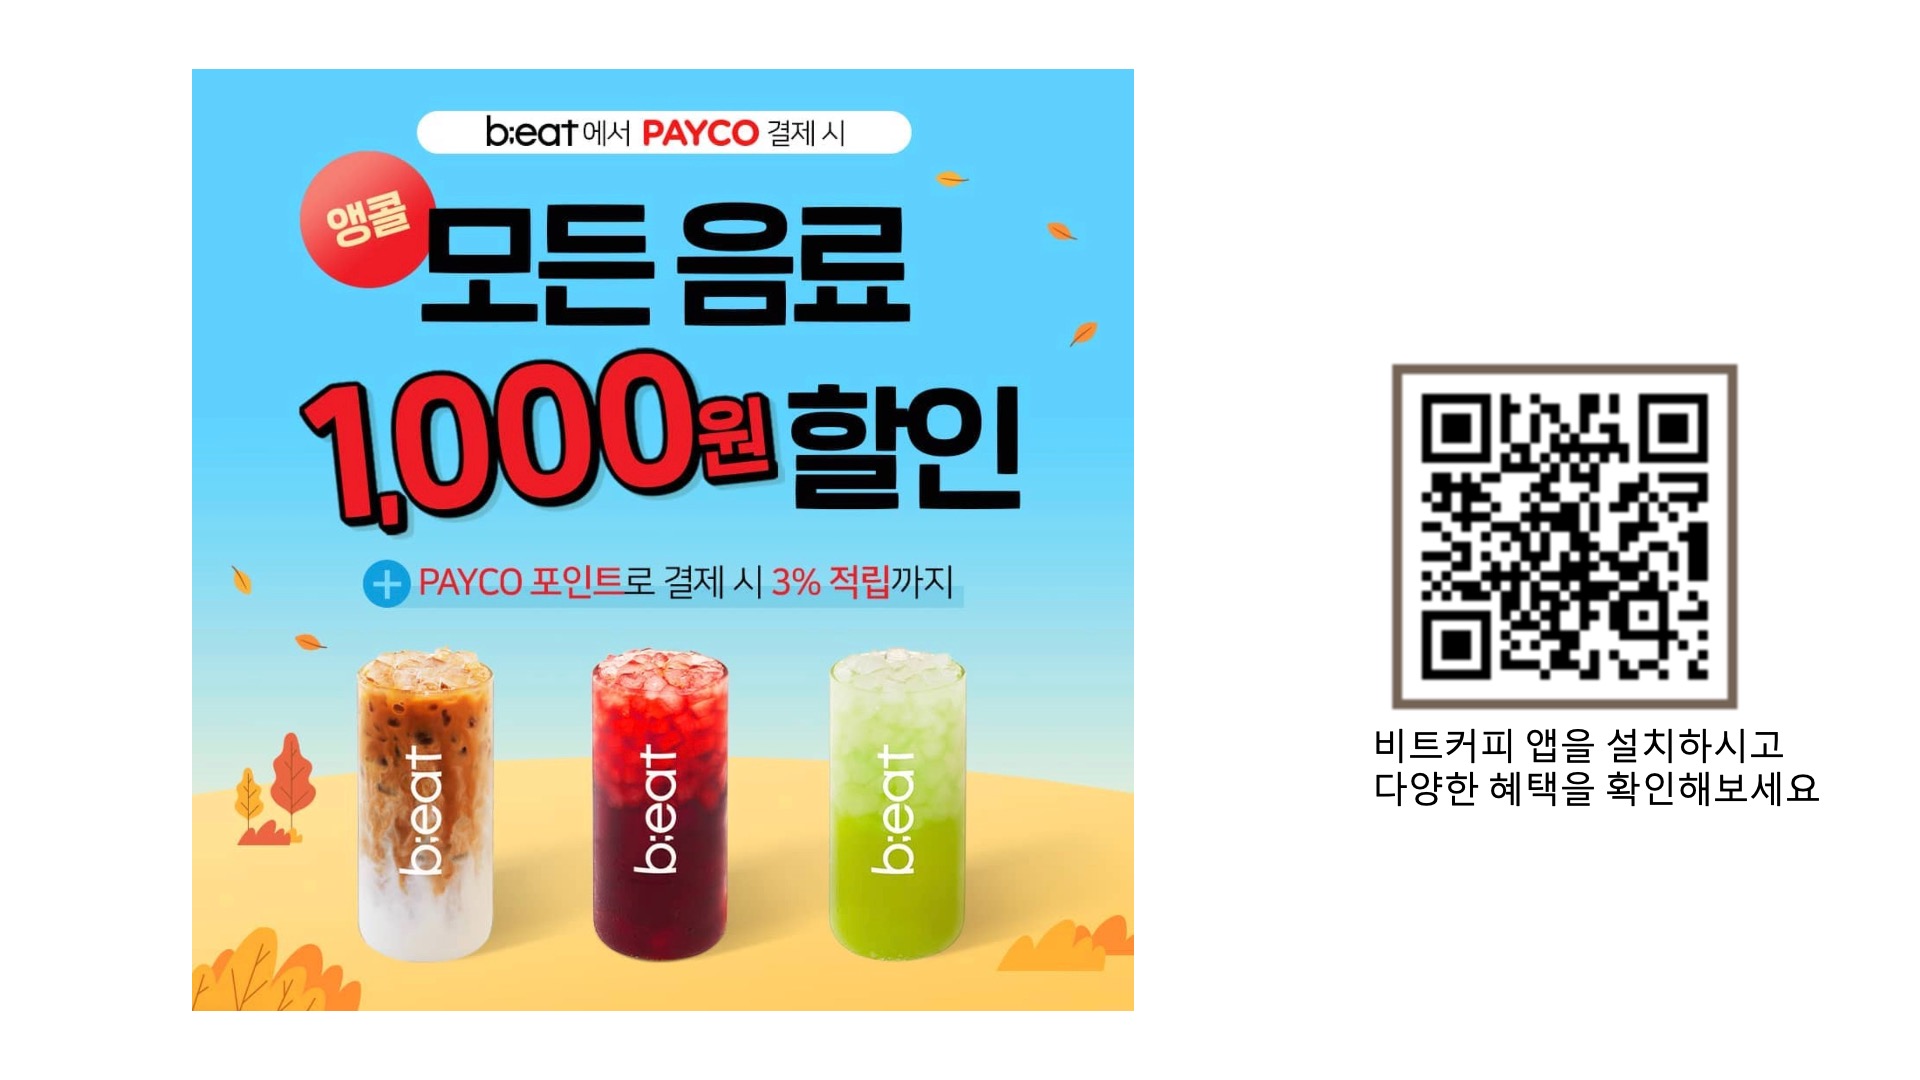 b;eat에서 PAYCO 결제 시
앵콜
모든 음료
1,000원 할인
+ PAYCO 포인트로 결제 시 3% 적립까지
b;eat
b;eat
b;eat
비트커피 앱을 설치하시고
다양한 혜택을 확인해보세요